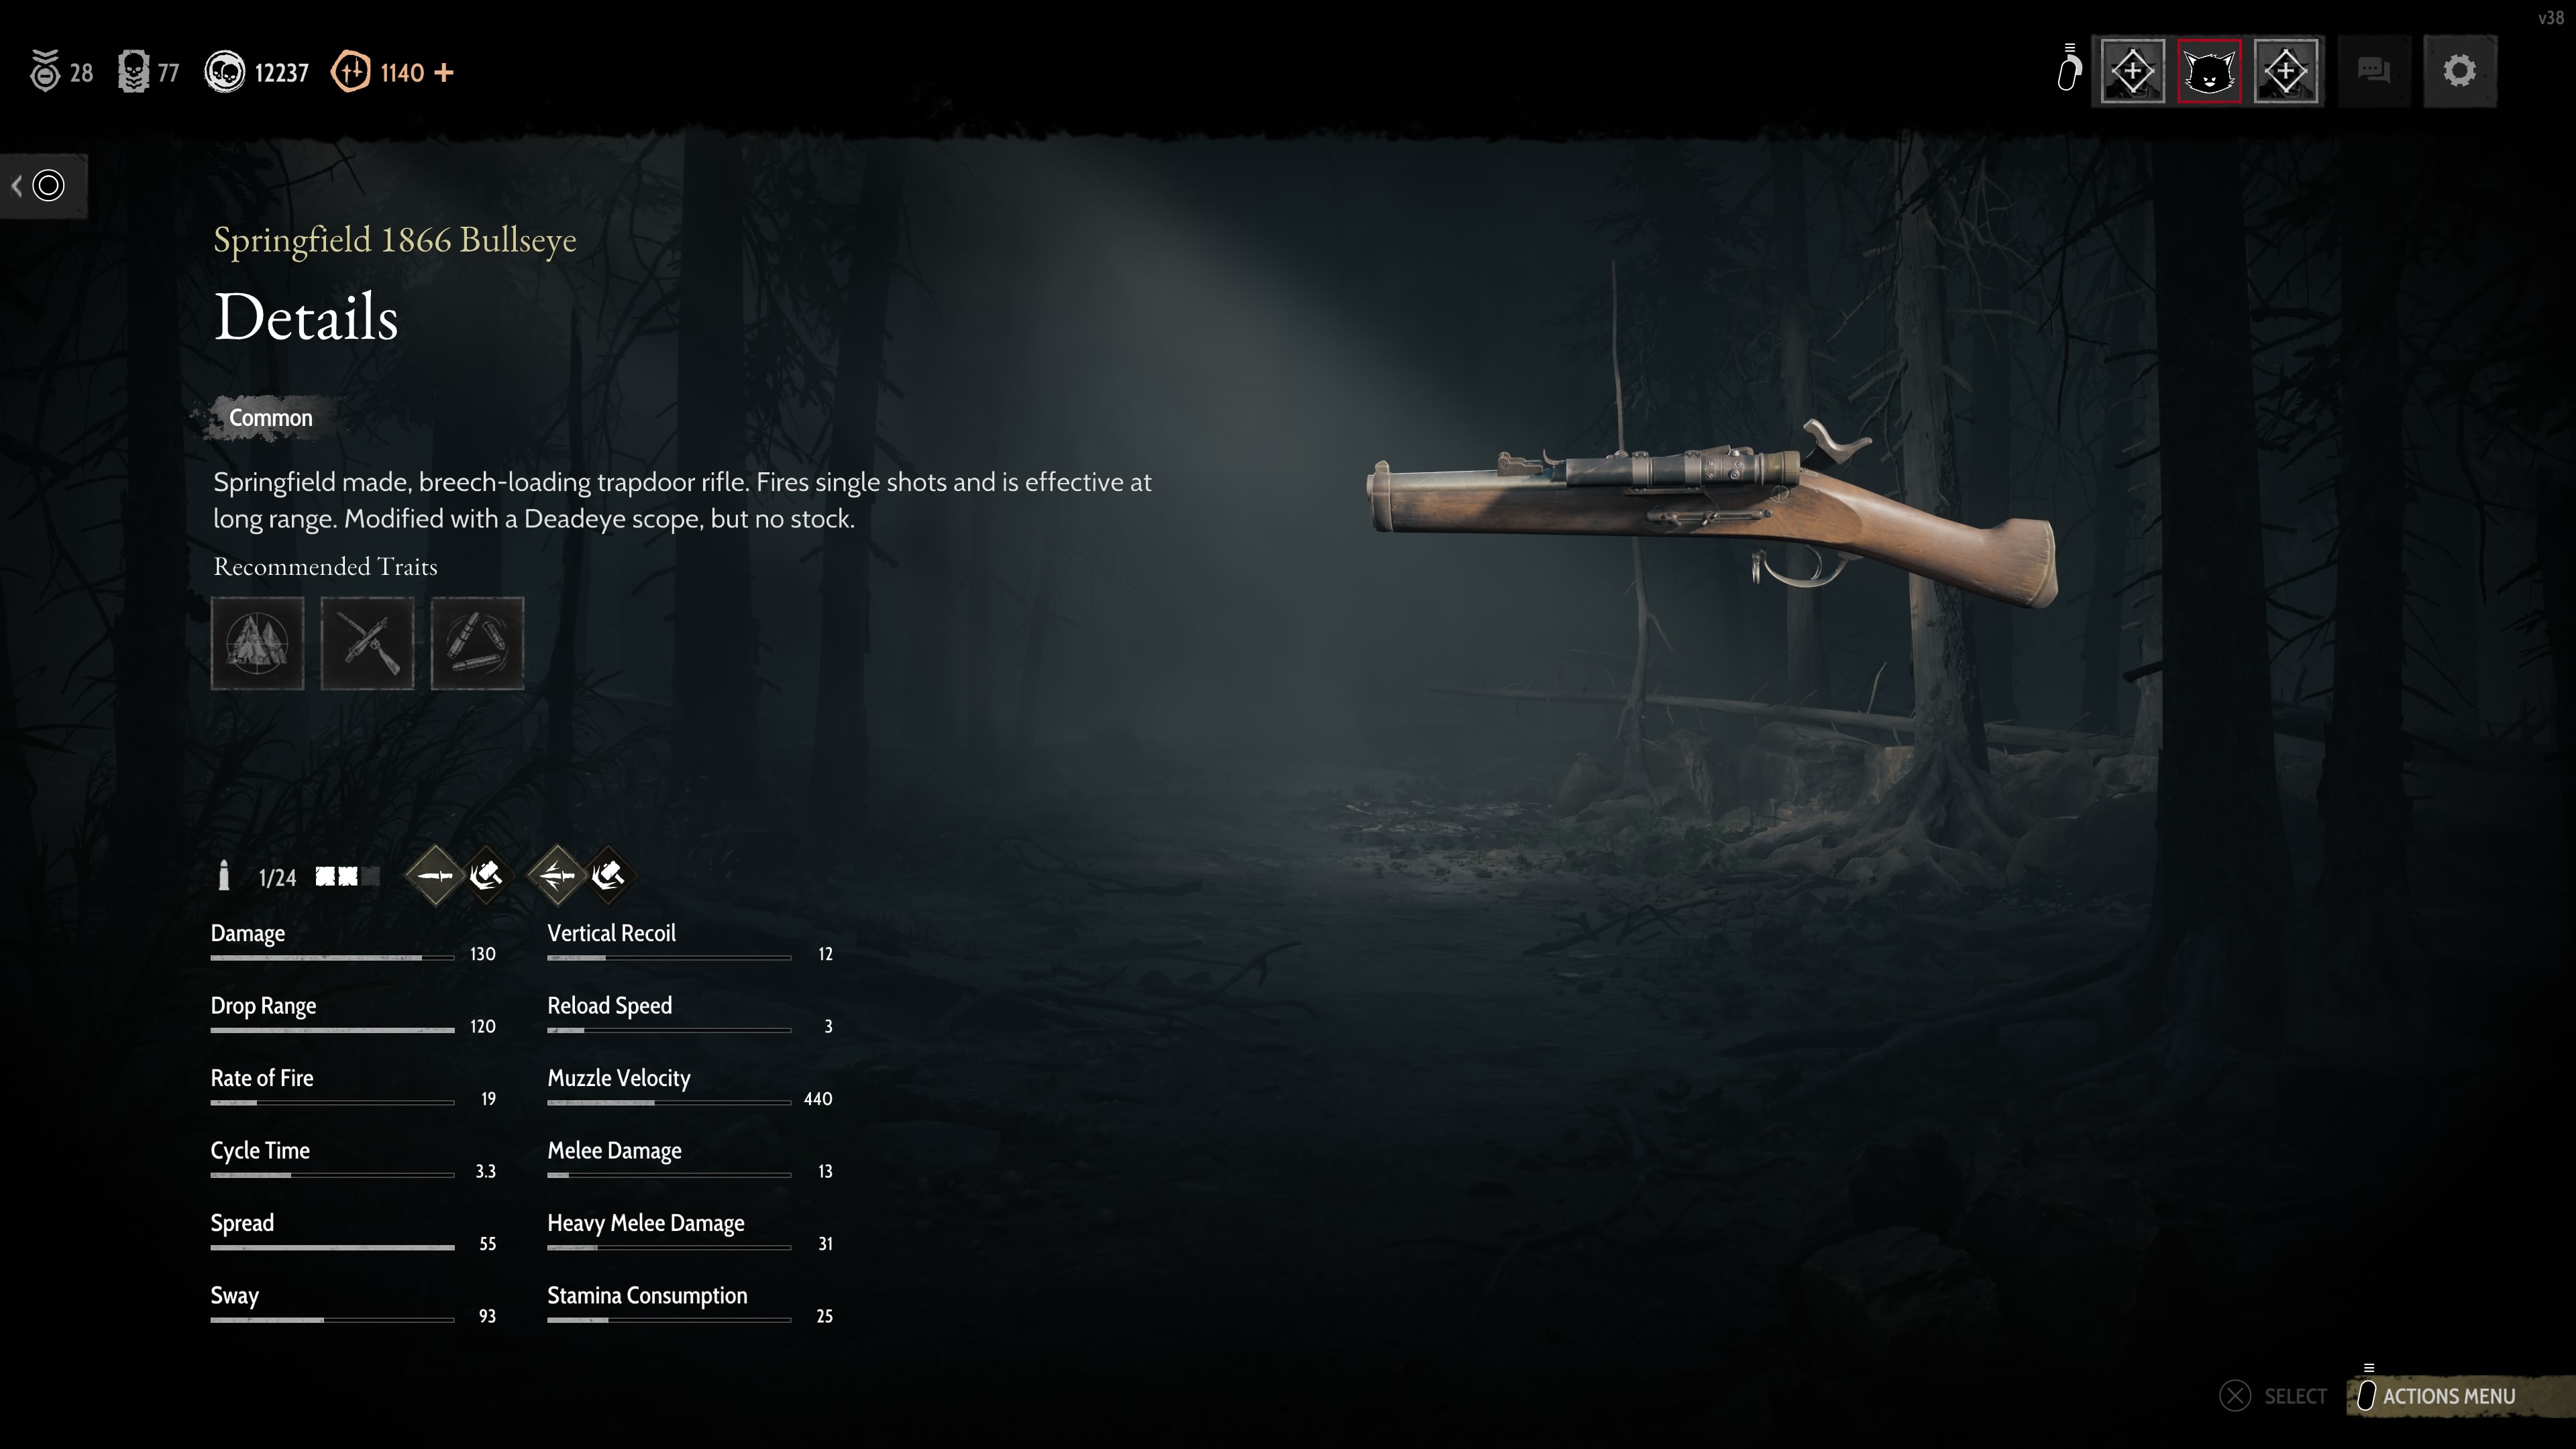 v38
28
77
12237
1140 +
Springfield 1866 Bullseye
Details
Common
Springfield made, breech-loading trapdoor rifle. Fires single shots and is effective at
long range. Modified with a Deadeye scope, but no stock.
Recommended Traits
1/24
Damage
130
Drop Range
120
Rate of Fire
19
Cycle Time
3.3
Spread
55
Sway
93
Vertical Recoil
12
Reload Speed
3
Muzzle Velocity
440
Melee Damage
13
Heavy Melee Damage
31
Stamina Consumption
25
SELECT
ACTIONS MENU